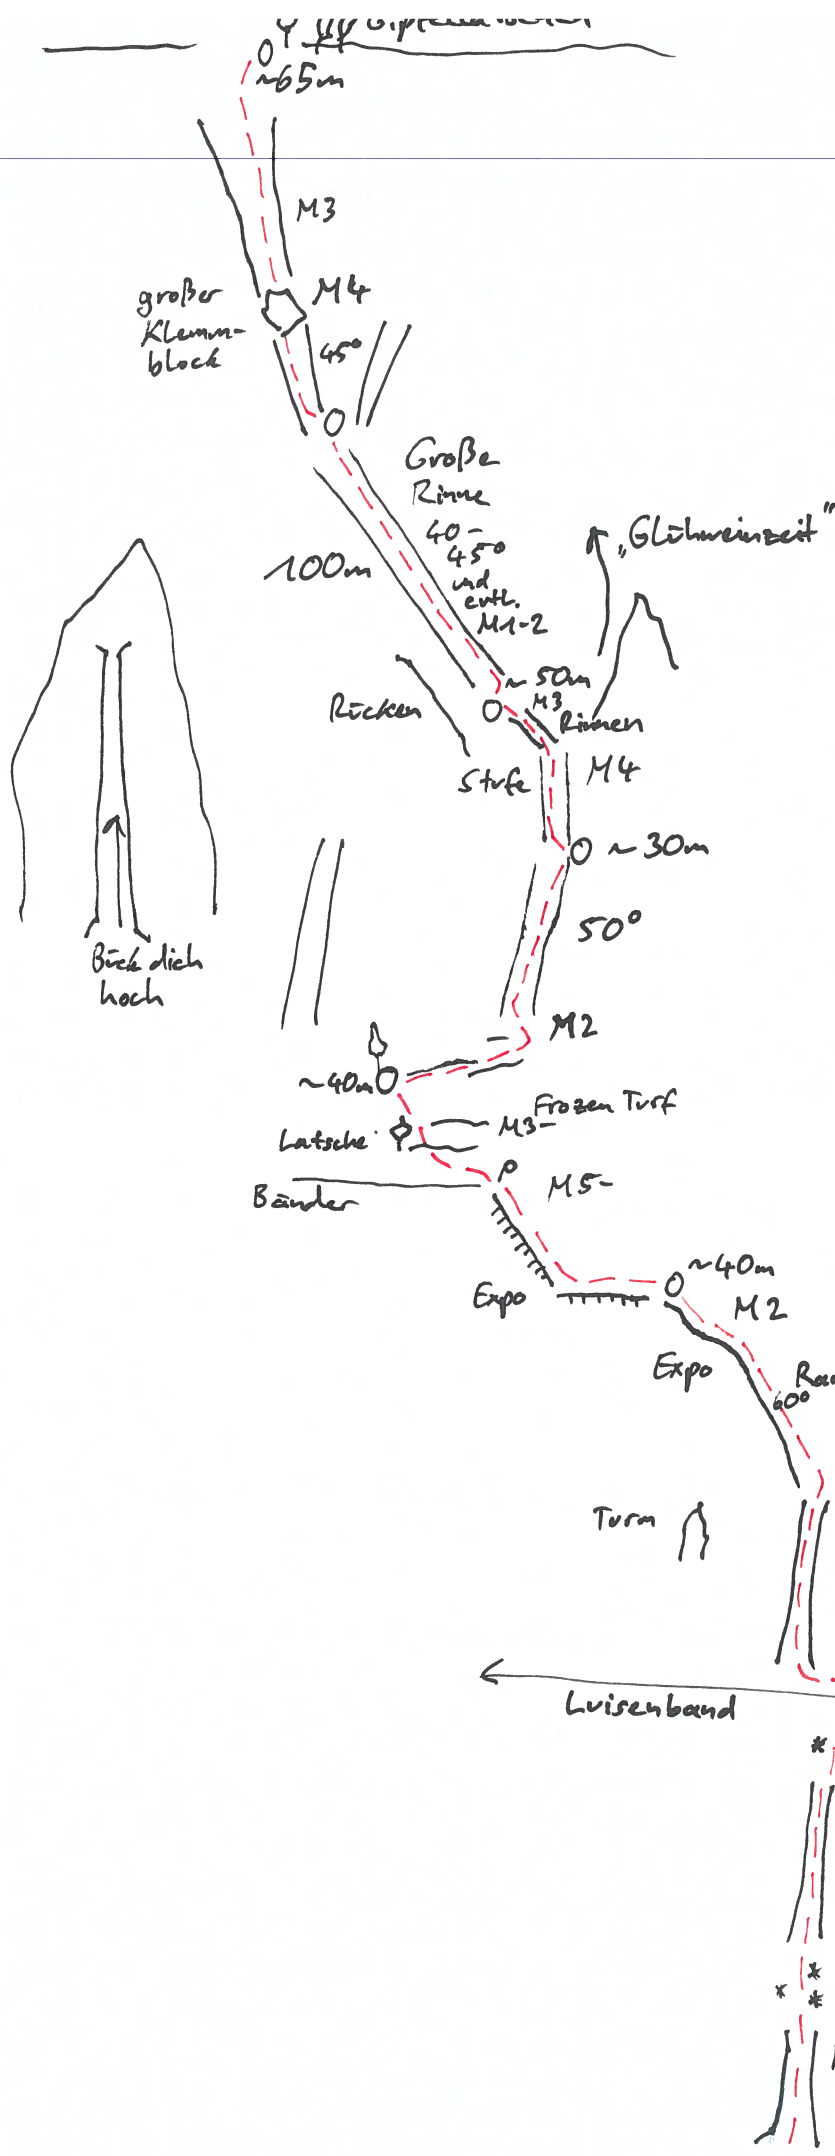 ~65m
M3
M4
großer
Klemm-
block
45°
Große
Rinne
40-
45°
und
evtl.
M1-2
100m
„Glühweinzeit"
~50m
M3
Rinnen
Rücken
Stufe
M4
~30m
50°
Bück dich
hoch
M2
~40m
Frozen Turf
M3-
Latsche
Bänder
M5-
~40m
M2
Expo
Expo
60°
Turm
Luisenband
*
*
*
*